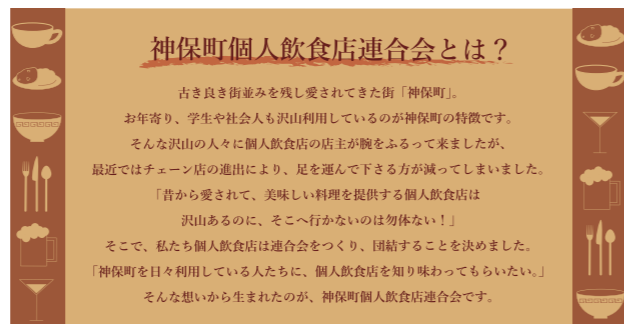 神保町個人飲食店連合会とは？
古き良き街並みを残し愛されてきた街「神保町」。
お年寄り、学生や社会人も沢山利用しているのが神保町の特徴です。
そんな沢山の人々に個人飲食店の店主が腕をふるって来ましたが、
最近ではチェーン店の進出により、足を運んで下さる方が減ってしまいました。
「昔から愛されて、美味しい料理を提供する個人飲食店は
沢山あるのに、そこへ行かないのは勿体ない！」
そこで、私たち個人飲食店は連合会をつくり、団結することを決めました。
「神保町を日々利用している人たちに、個人飲食店を知り味わってもらいたい。」
そんな想いから生まれたのが、神保町個人飲食店連合会です。